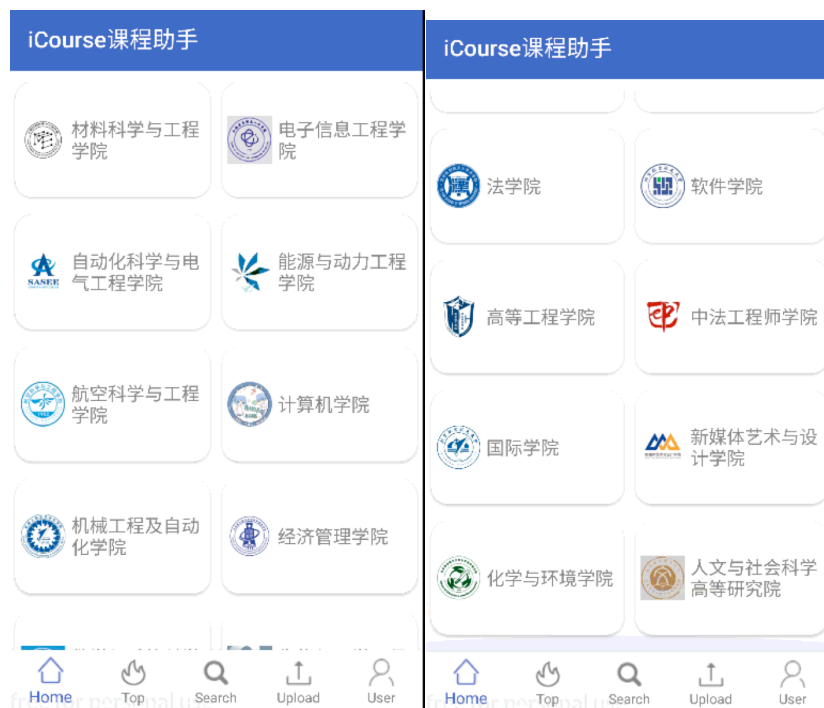 iCourse课程助手
材料科学与工程
学院
电子信息工程学
院
自动化科学与电
气工程学院
SASEE
能源与动力工程
学院
航空科学与工程
学院
计算机学院
机械工程及自动
化学院
经济管理学院
Home
Top
Search
Upload
User
iCourse课程助手
法学院
软件学院
高等工程学院
中法工程师学院
国际学院
新媒体艺术与设
计学院
化学与环境学院
人文与社会科学
高等研究院
Home
Top
Search
Upload
User